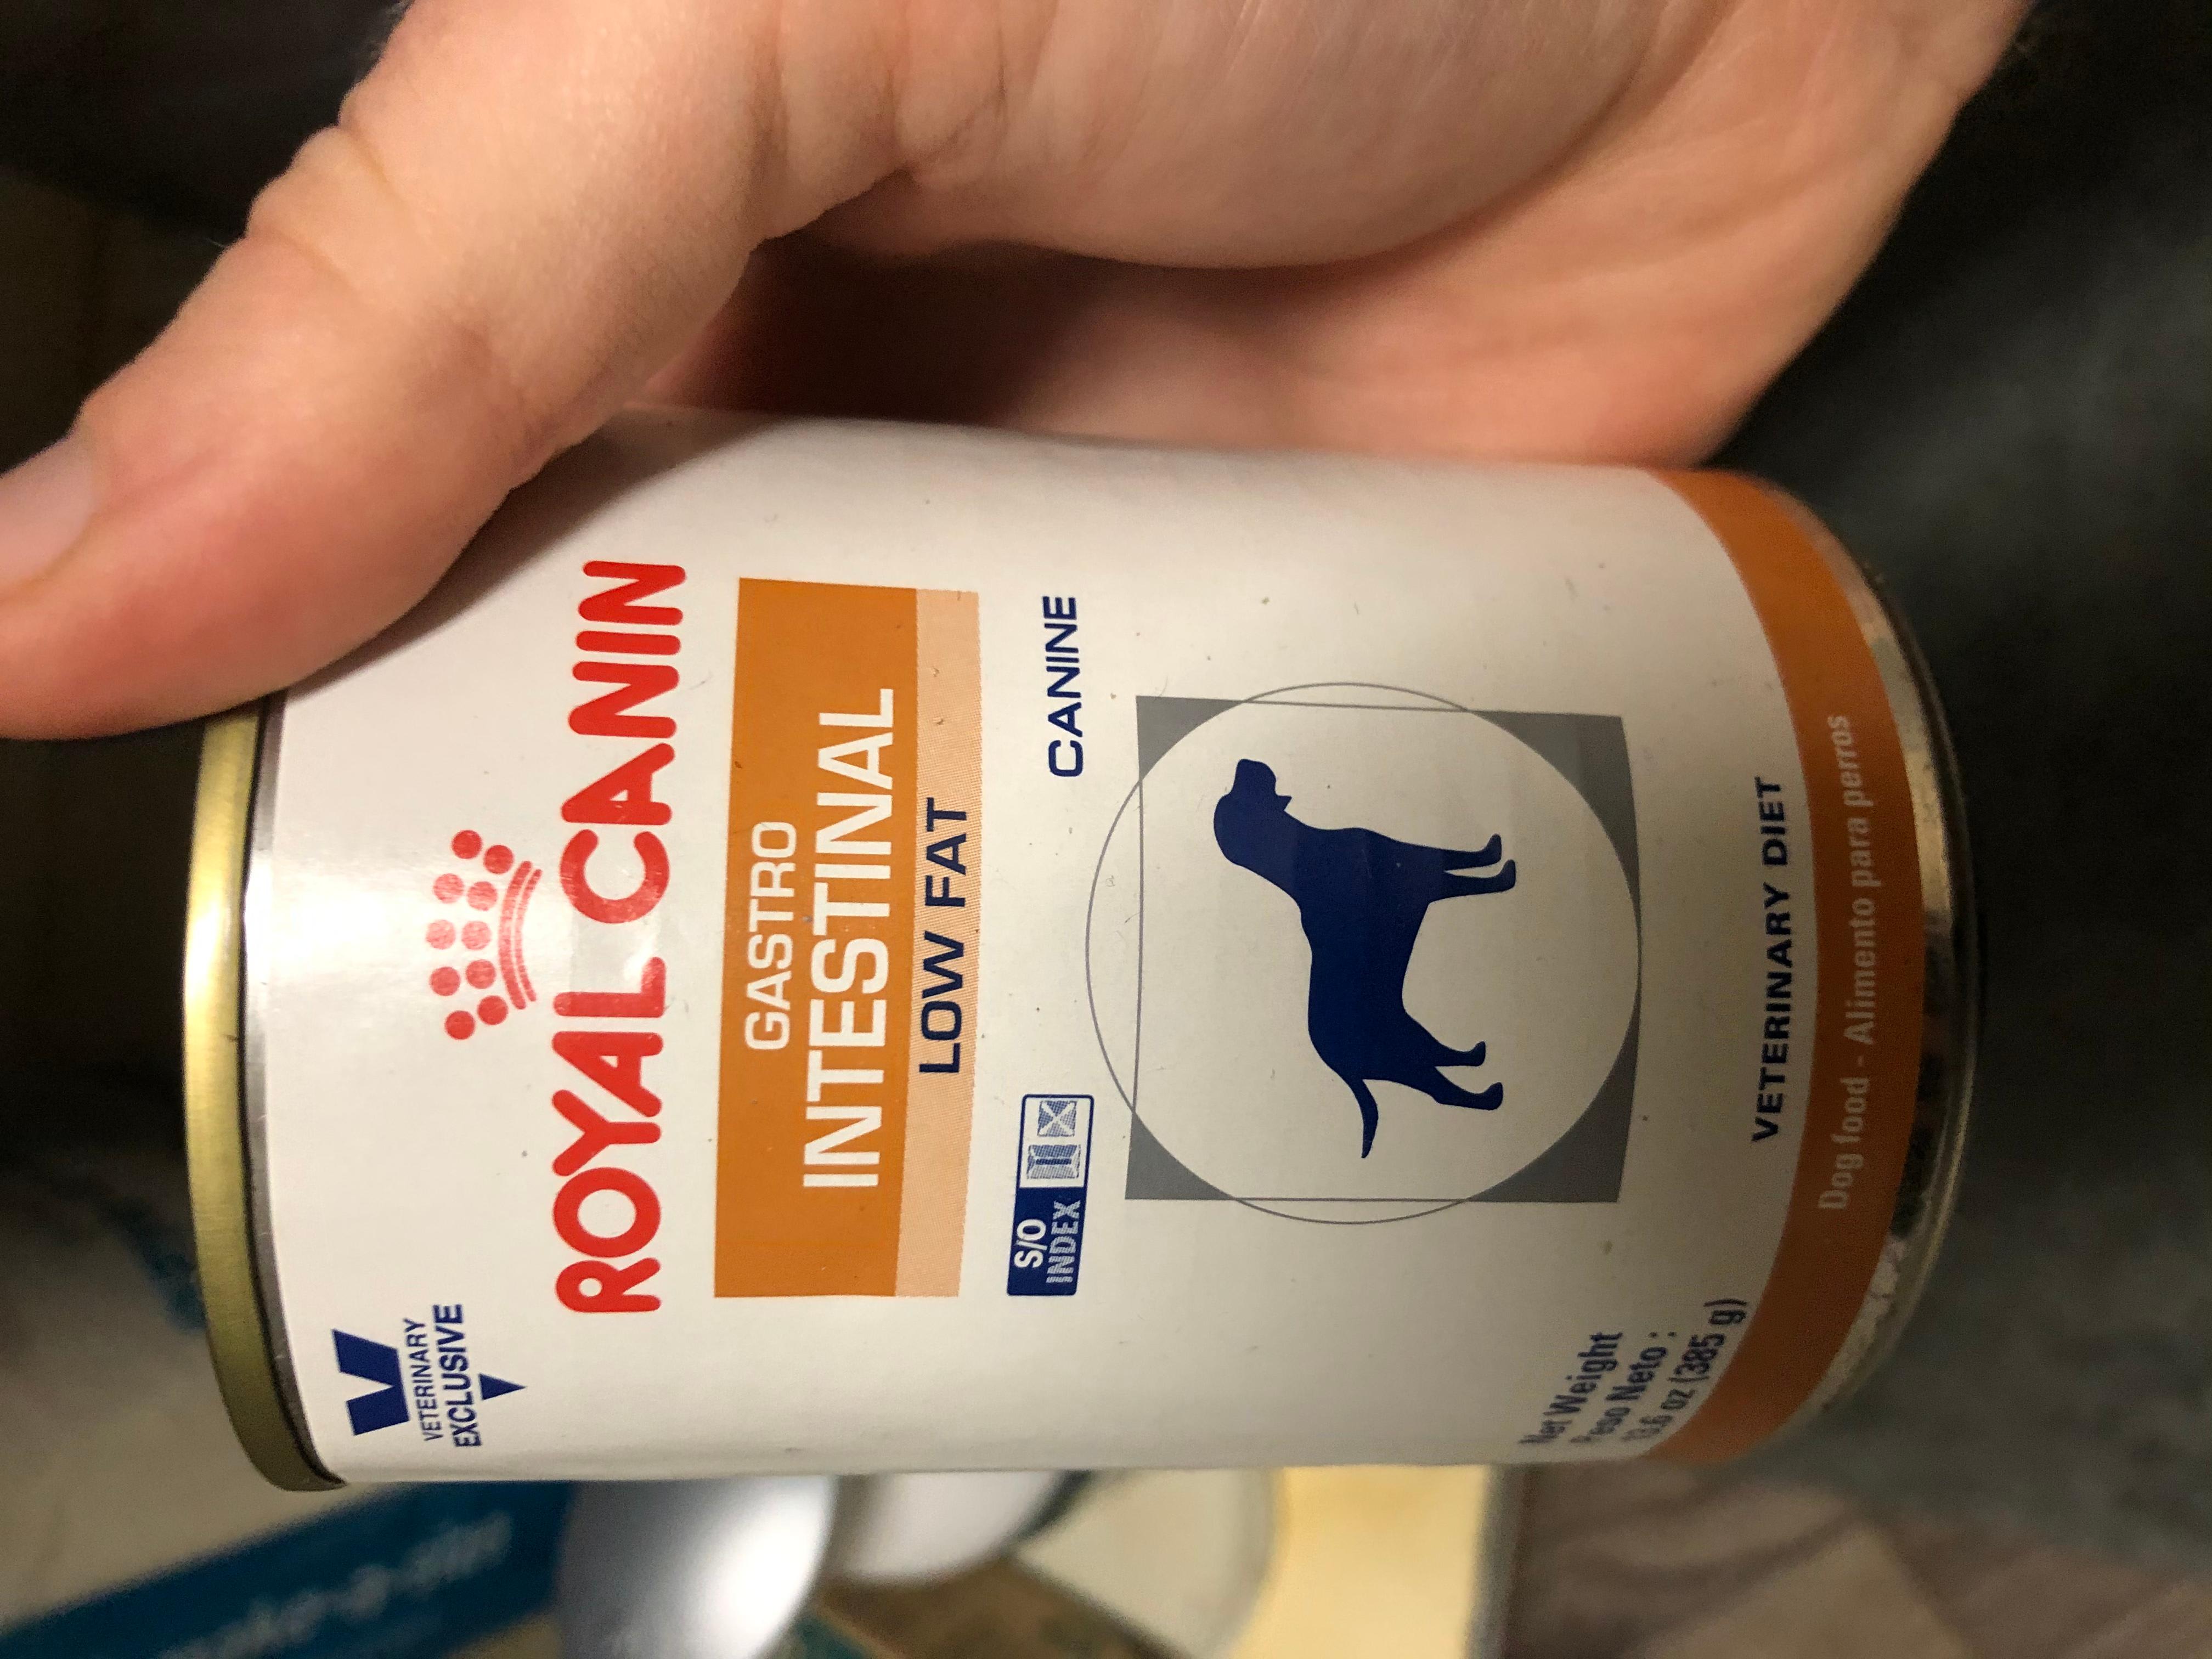 VETERINARY
EXCLUSIVE
ROYAL CANIN
GASTRO
INTESTINAL
LOW FAT
S/O
INDEX
CANINE
Net Weight
Peso Neto :
13.6 oz (385 g)
VETERINARY DIET
Dog food - Alimento para perros